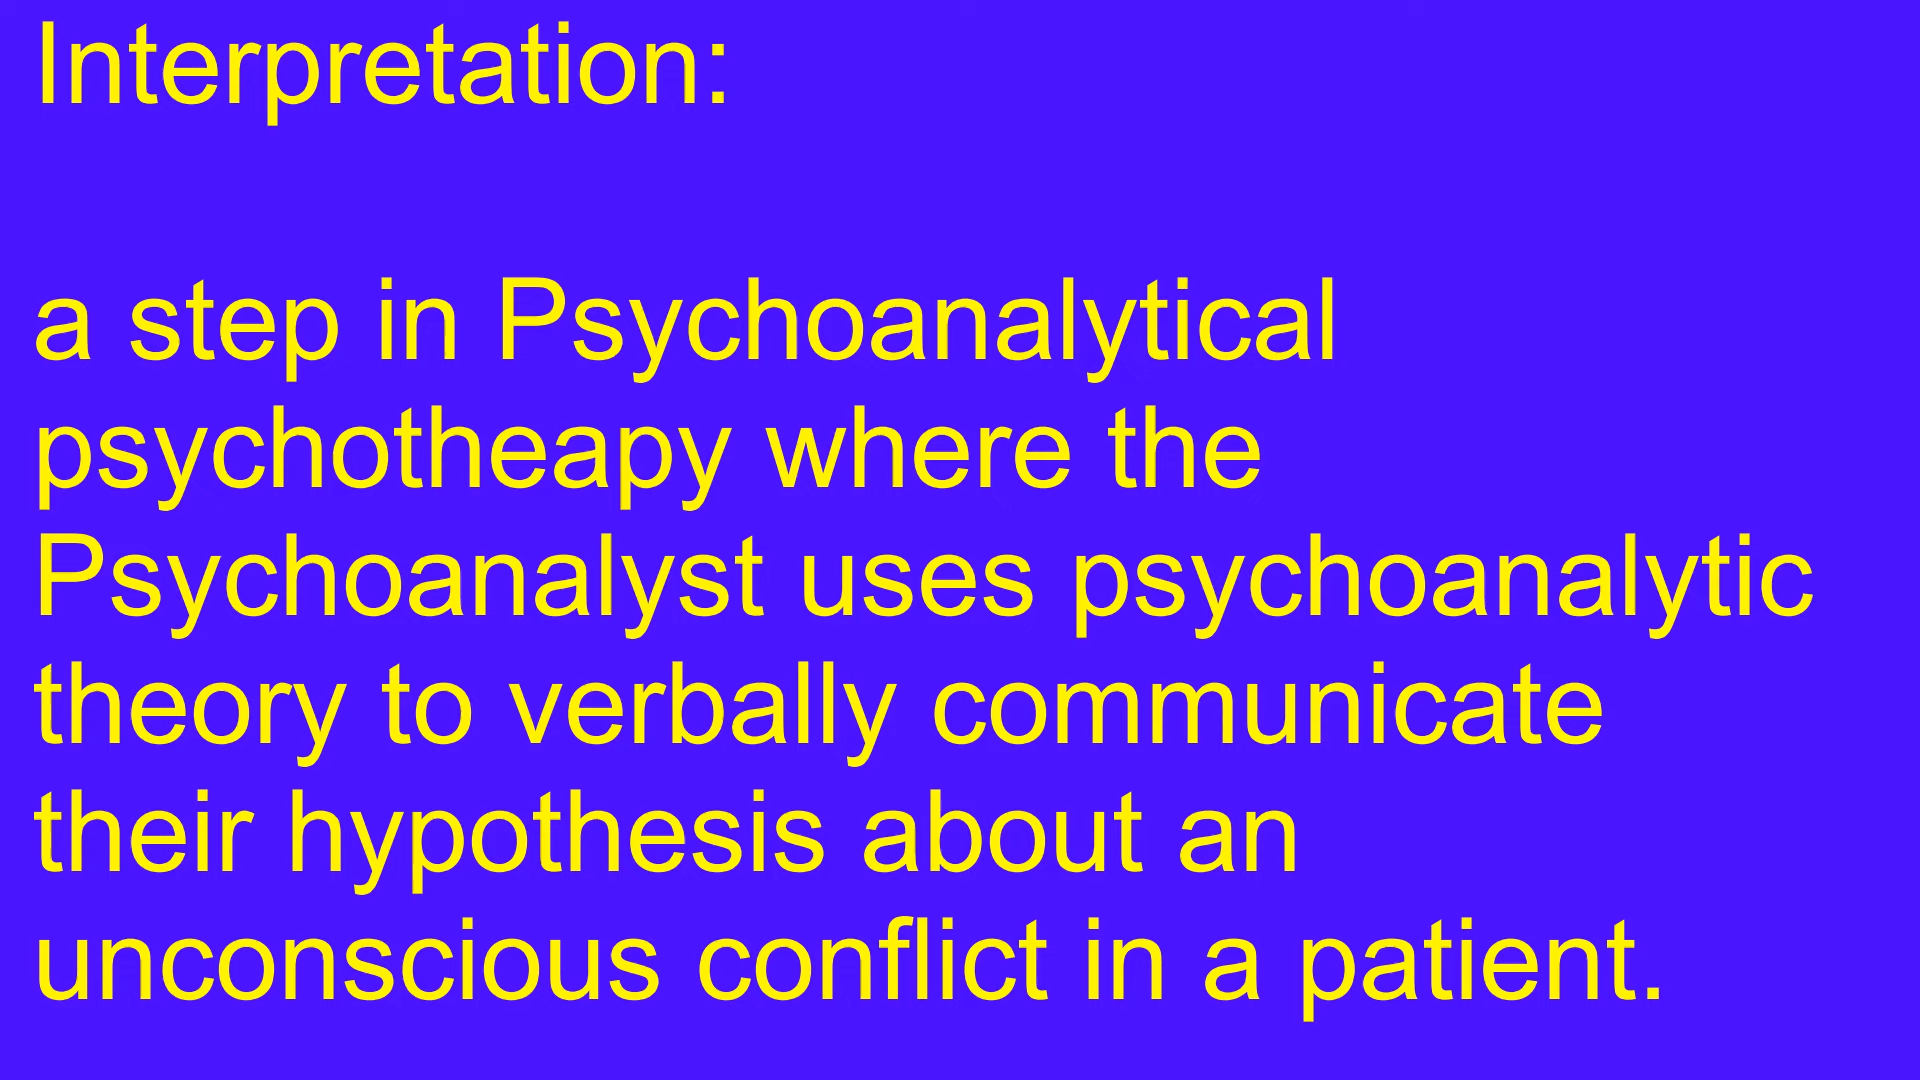 Interpretation:
a step in Psychoanalytical
psychotheapy where the
Psychoanalyst uses psychoanalytic
theory to verbally communicate
their hypothesis about an
unconscious conflict in a patient.